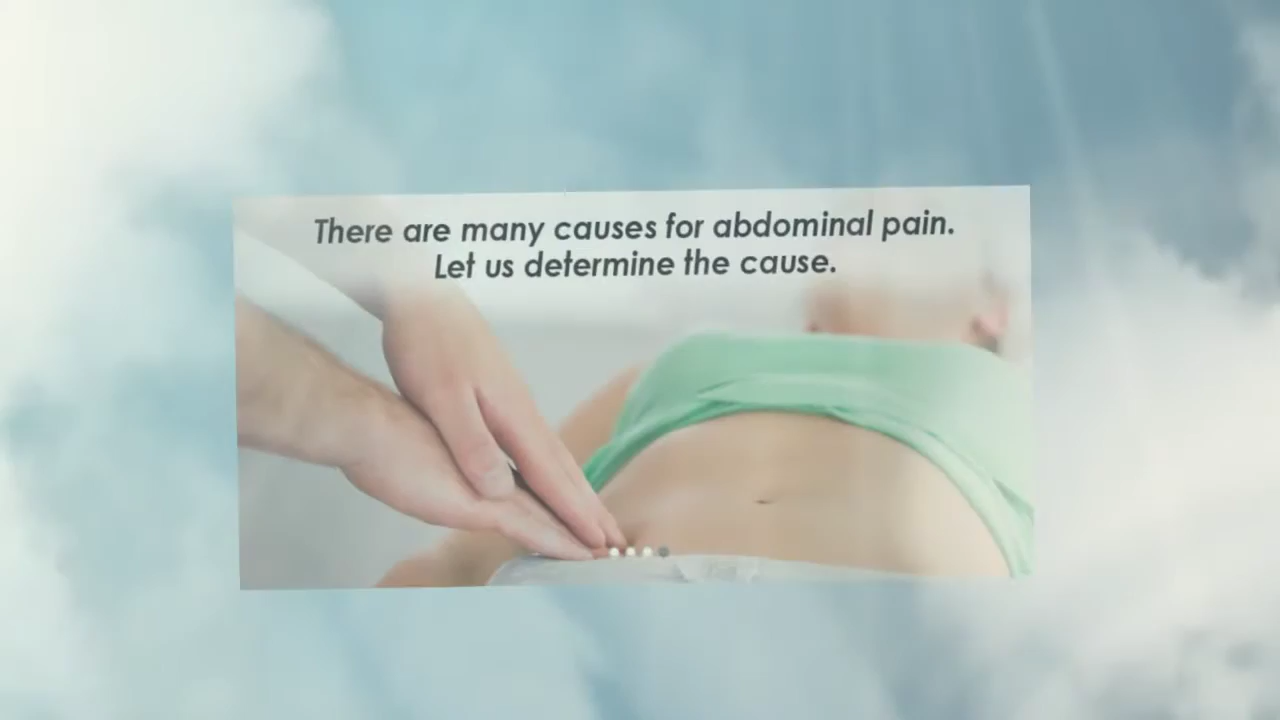 There are many causes for abdominal pain.
Let us determine the cause.